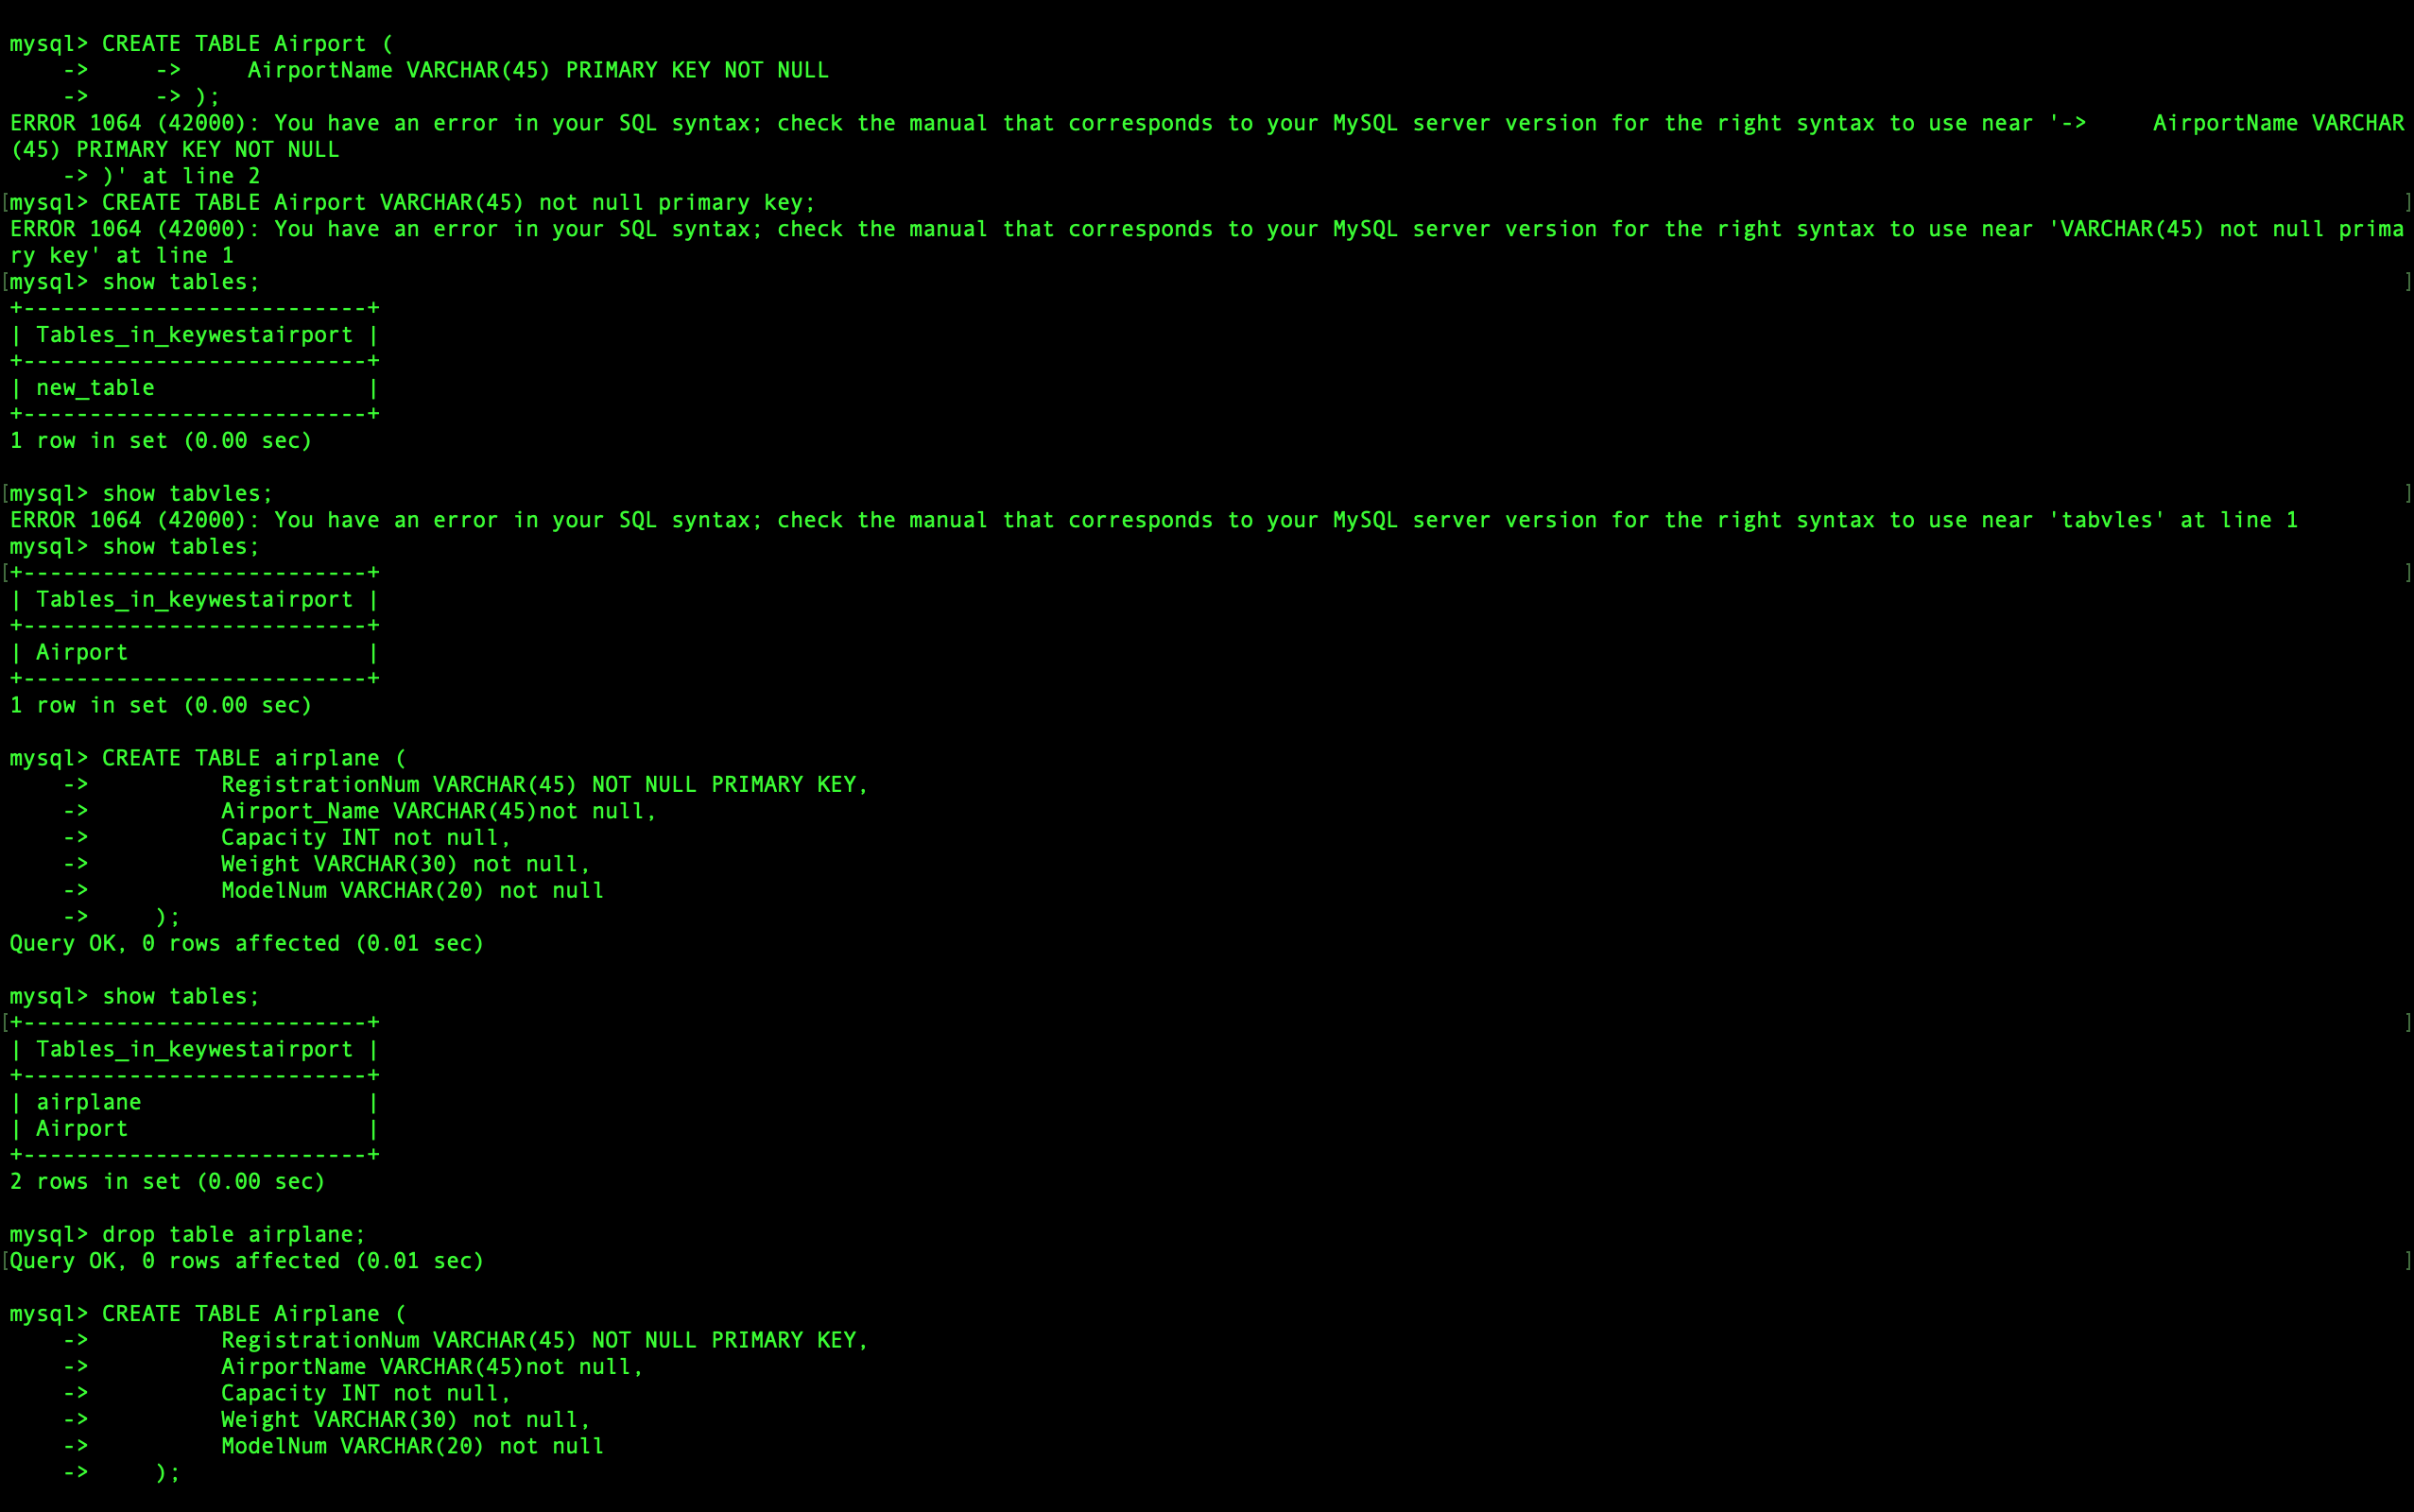 mysql> CREATE TABLE Airport (
    ->     ->     AirportName VARCHAR(45) PRIMARY KEY NOT NULL
    ->     -> );
ERROR 1064 (42000): You have an error in your SQL syntax; check the manual that corresponds to your MySQL server version for the right syntax to use near '->     AirportName VARCHAR
(45) PRIMARY KEY NOT NULL
    -> )' at line 2
[mysql> CREATE TABLE Airport VARCHAR(45) not null primary key; ]
ERROR 1064 (42000): You have an error in your SQL syntax; check the manual that corresponds to your MySQL server version for the right syntax to use near 'VARCHAR(45) not null prima
ry key' at line 1
[mysql> show tables; ]
+--------------------------+
| Tables_in_keywestairport |
+--------------------------+
| new_table                |
+--------------------------+
1 row in set (0.00 sec)

[mysql> show tabvles; ]
ERROR 1064 (42000): You have an error in your SQL syntax; check the manual that corresponds to your MySQL server version for the right syntax to use near 'tabvles' at line 1
mysql> show tables;
[+--------------------------+ ]
| Tables_in_keywestairport |
+--------------------------+
| Airport                  |
+--------------------------+
1 row in set (0.00 sec)

mysql> CREATE TABLE airplane (
    ->          RegistrationNum VARCHAR(45) NOT NULL PRIMARY KEY,
    ->          Airport_Name VARCHAR(45)not null,
    ->          Capacity INT not null,
    ->          Weight VARCHAR(30) not null,
    ->          ModelNum VARCHAR(20) not null
    ->     );
Query OK, 0 rows affected (0.01 sec)

mysql> show tables;
[+--------------------------+ ]
| Tables_in_keywestairport |
+--------------------------+
| airplane                 |
| Airport                  |
+--------------------------+
2 rows in set (0.00 sec)

mysql> drop table airplane;
[Query OK, 0 rows affected (0.01 sec) ]

mysql> CREATE TABLE Airplane (
    ->          RegistrationNum VARCHAR(45) NOT NULL PRIMARY KEY,
    ->          AirportName VARCHAR(45)not null,
    ->          Capacity INT not null,
    ->          Weight VARCHAR(30) not null,
    ->          ModelNum VARCHAR(20) not null
    ->     );